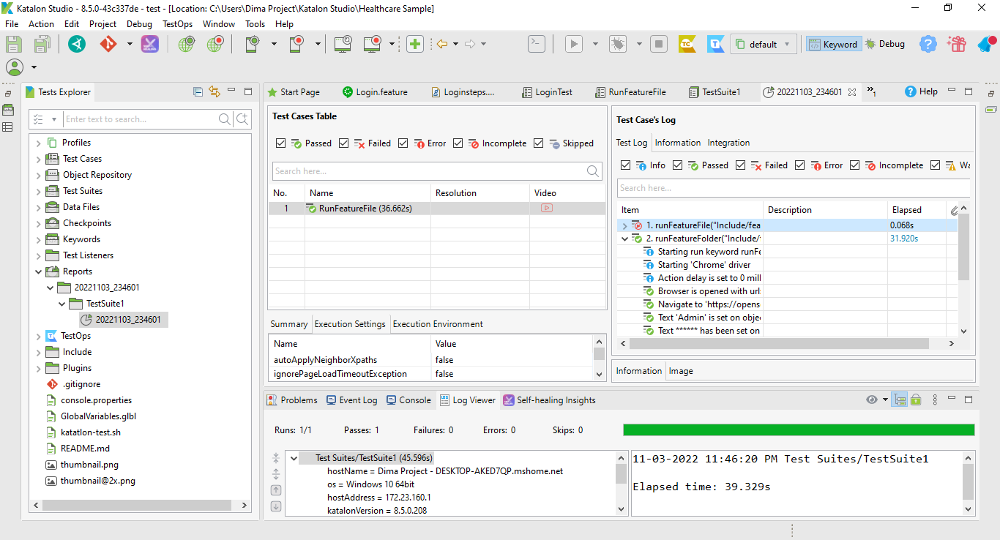 Katalon Studio - 8.5.0-43c337de - test - [Location: C:\Users\Dima Project\Katalon Studio\Healthcare Sample]
File Action Edit Project Debug TestOps Window Tools Help
TC
default
Keyword
Debug
Tests Explorer
Enter text to search...
Profiles
Test Cases
Object Repository
Test Suites
Data Files
Checkpoints
Keywords
Test Listeners
Reports
20221103_234601
TestSuite1
20221103_234601
TestOps
Include
Plugins
.gitignore
console.properties
GlobalVariables.glbl
katatlon-test.sh
README.md
thumbnail.png
thumbnail@2x.png
Start Page Login.feature Loginsteps.... LoginTest RunFeatureFile TestSuite1 20221103_234601 »1 Help
Test Cases Table
Passed Failed Error Incomplete Skipped
Search here...
No. Name Resolution Video
1 RunFeatureFile (36.662s)
Summary Execution Settings Execution Environment
Name Value
autoApplyNeighborXpaths false
ignorePageLoadTimeoutException false
Test Case's Log
Test Log Information Integration
Info Passed Failed Error Incomplete Wa
Search here...
Item Description Elapsed
1. runFeatureFile("Include/fea 0.068s
2. runFeatureFolder("Include/ 31.920s
Starting run keyword runFe
Starting 'Chrome' driver
Action delay is set to 0 mill
Browser is opened with url
Navigate to 'https://opens
Text 'Admin' is set on obje
Text ****** has been set on
Information Image
Problems Event Log Console Log Viewer Self-healing Insights
Runs: 1/1 Passes: 1 Failures: 0 Errors: 0 Skips: 0
Test Suites/TestSuite1 (45.596s)
hostName = Dima Project - DESKTOP-AKED7QP.mshome.net
os = Windows 10 64bit
hostAddress = 172.23.160.1
katalonVersion = 8.5.0.208
11-03-2022 11:46:20 PM Test Suites/TestSuite1
Elapsed time: 39.329s